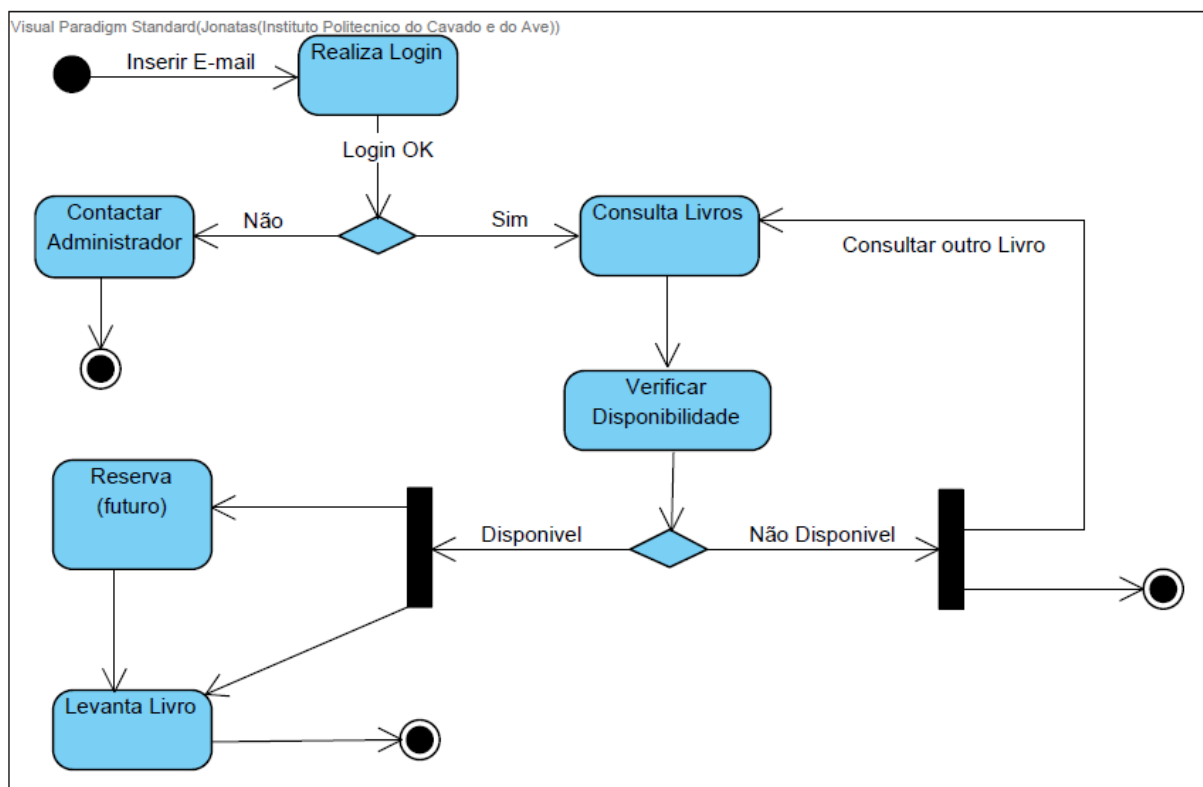 Visual Paradigm Standard(Jonatas(Instituto Politecnico do Cavado e do Ave))
Inserir E-mail
Realiza Login
Login OK
Contactar
Administrador
Não
Sim
Consulta Livros
Consultar outro Livro
Verificar
Disponibilidade
Reserva
(futuro)
Disponivel
Não Disponivel
Levanta Livro